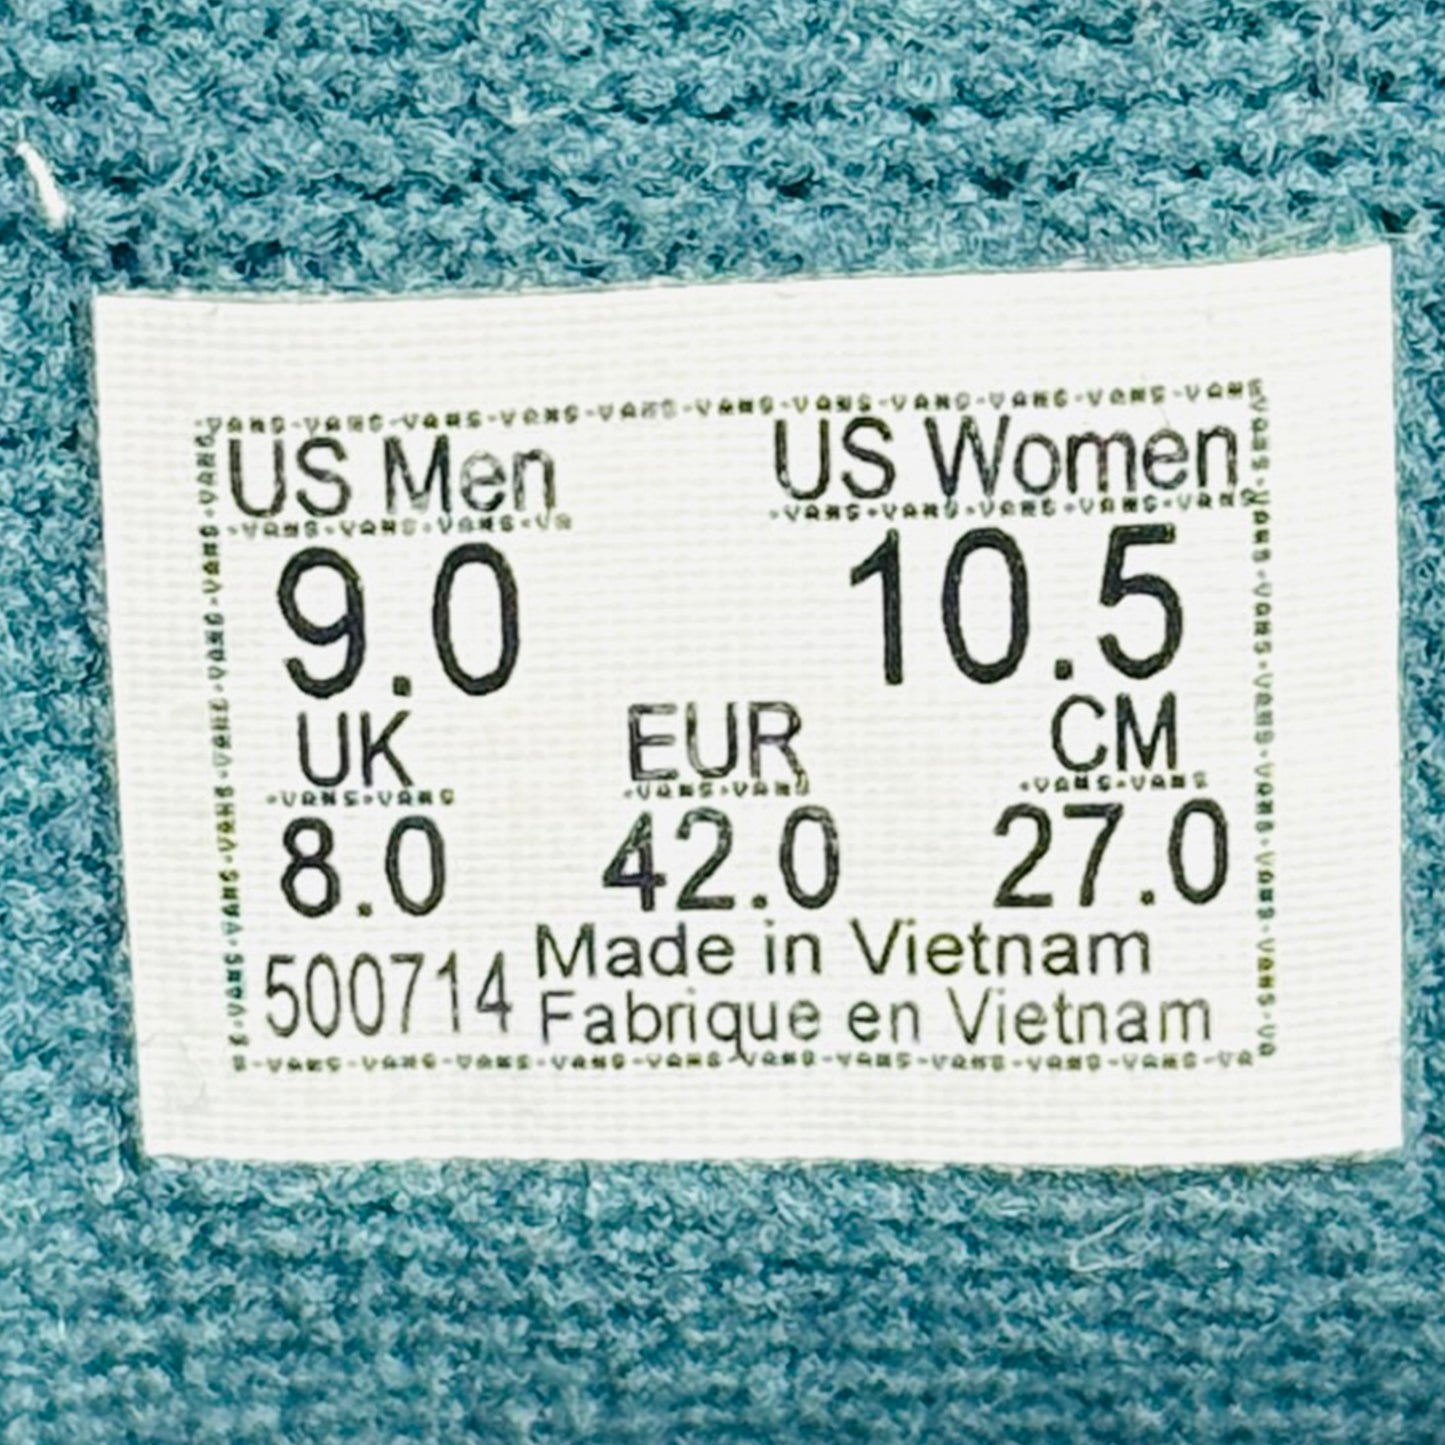 US Men US Women
9.0 10.5
UK EUR CM
8.0 42.0 27.0
500714 Made in Vietnam
Fabrique en Vietnam